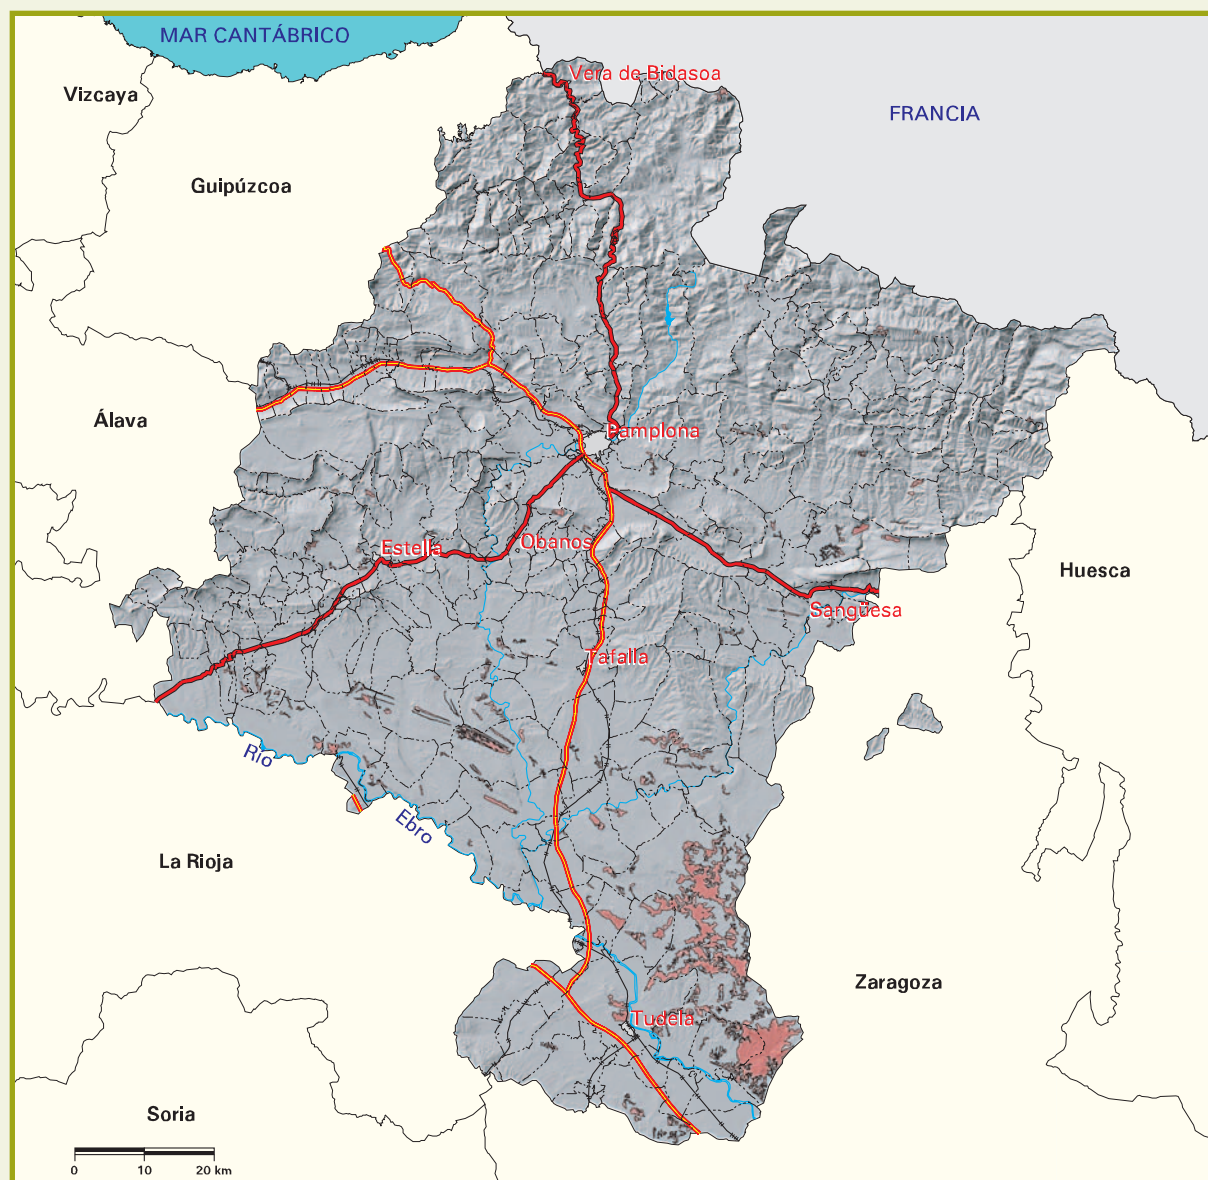 MAR CANTÁBRICO
Vera de Bidasoa
Vizcaya
FRANCIA
Guipúzcoa
Álava
Pamplona
Estella
Obanos
Huesca
Sangüesa
Tafalla
Río
Ebro
La Rioja
Zaragoza
Tudela
Soria
0 10 20 km